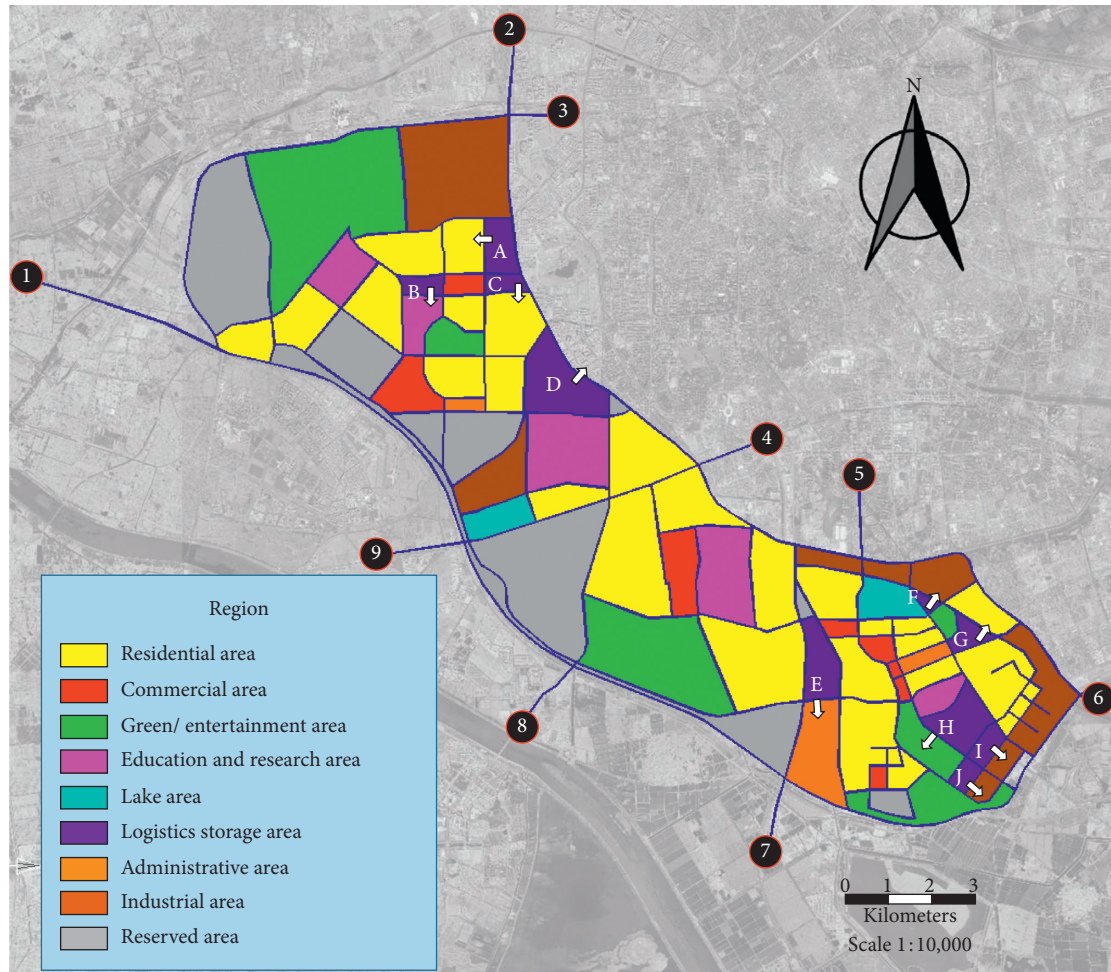 2
3
N
1
A
B
C
D
4
5
9
F
G
E
6
H
I
J
8
7
Region
Residential area
Commercial area
Green/ entertainment area
Education and research area
Lake area
Logistics storage area
Administrative area
Industrial area
Reserved area
0 1 2 3
Kilometers
Scale 1:10,000